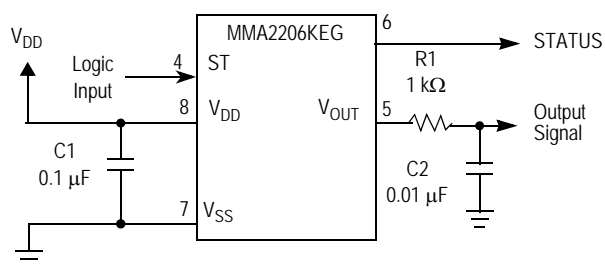 MMA2206KEG
V_DD
Logic
Input
4
ST
6
STATUS
R1
1 kΩ
8
V_DD
V_OUT
5
Output
Signal
C1
0.1 μF
C2
0.01 μF
7
V_SS